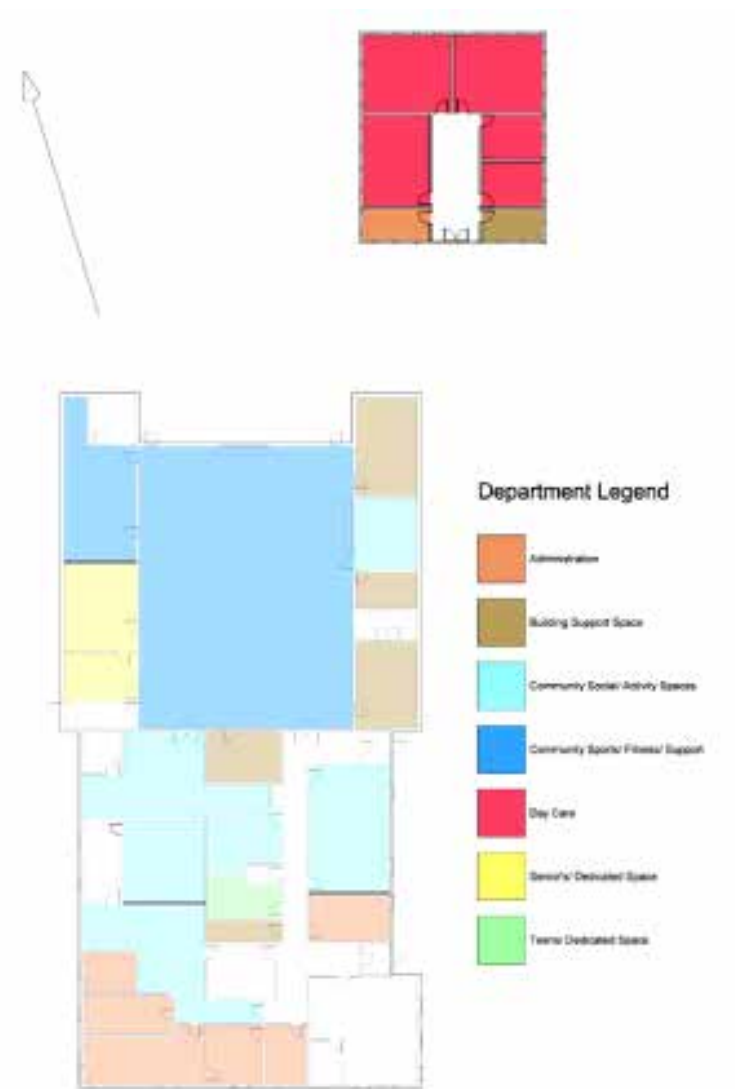 Department Legend
Administration
Building Support Space
Community Social/ Activity Spaces
Community Sports/ Fitness/ Support
Day Care
Senior's/ Dedicated Space
Teens/ Dedicated Space